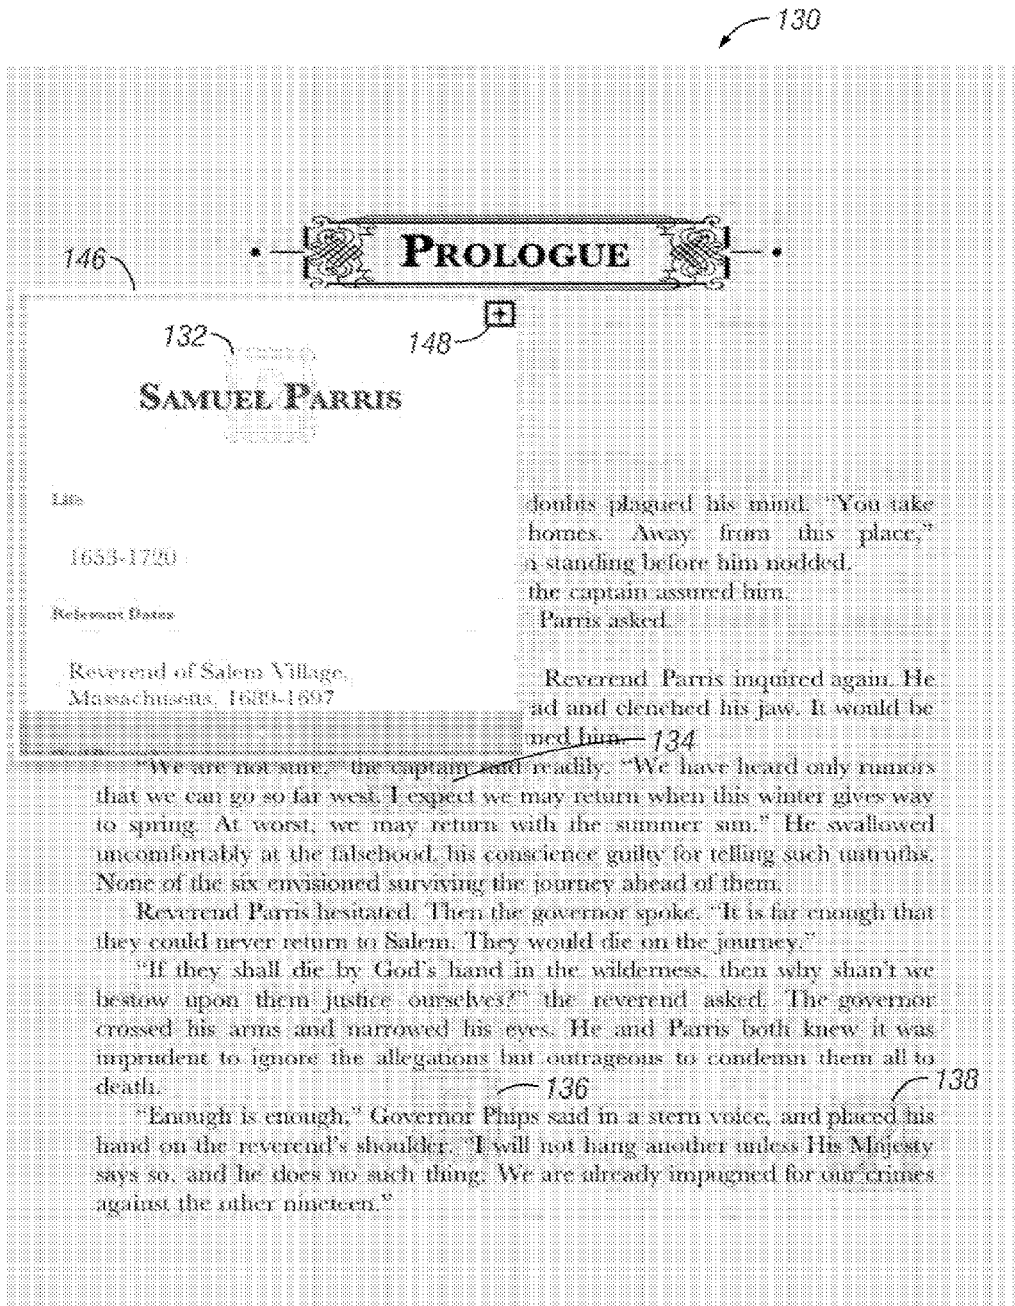 130
PROLOGUE
146
132
148
SAMUEL PARRIS
Life
1653-1720
Relevant Dates
Reverend of Salem Village,
Massachusetts, 1689-1697
doubts plagued his mind. “You take
homes. Away from this place,”
n standing before him nodded.
the captain assured him.
Parris asked.
Reverend Parris inquired again. He
ad and clenched his jaw. It would be
med him.
134
“We are not sure,” the captain said readily. “We have heard only rumors
that we can go so far west. I expect we may return when this winter gives way
to spring. At worst, we may return with the summer sun.” He swallowed
uncomfortably at the falsehood, his conscience guilty for telling such untruths.
None of the six envisioned surviving the journey ahead of them.
Reverend Parris hesitated. Then the governor spoke. “It is far enough that
they could never return to Salem. They would die on the journey.”
“If they shall die by God’s hand in the wilderness, then why shan’t we
bestow upon them justice ourselves?” the reverend asked. The governor
crossed his arms and narrowed his eyes. He and Parris both knew it was
imprudent to ignore the allegations but outrageous to condemn them all to
death.
136
138
“Enough is enough,” Governor Phips said in a stern voice, and placed his
hand on the reverend’s shoulder. “I will not hang another unless His Majesty
says so, and he does no such thing. We are already impugned for our crimes
against the other nineteen.”